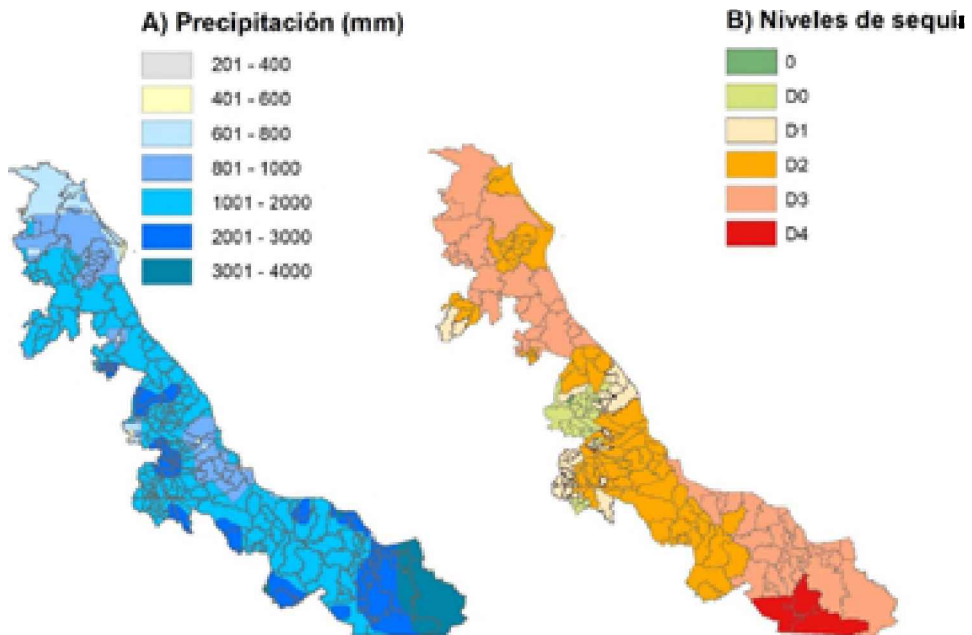 A) Precipitación (mm)
201 - 400
401 - 600
601 - 800
801 - 1000
1001 - 2000
2001 - 3000
3001 - 4000
B) Niveles de sequí
0
D0
D1
D2
D3
D4